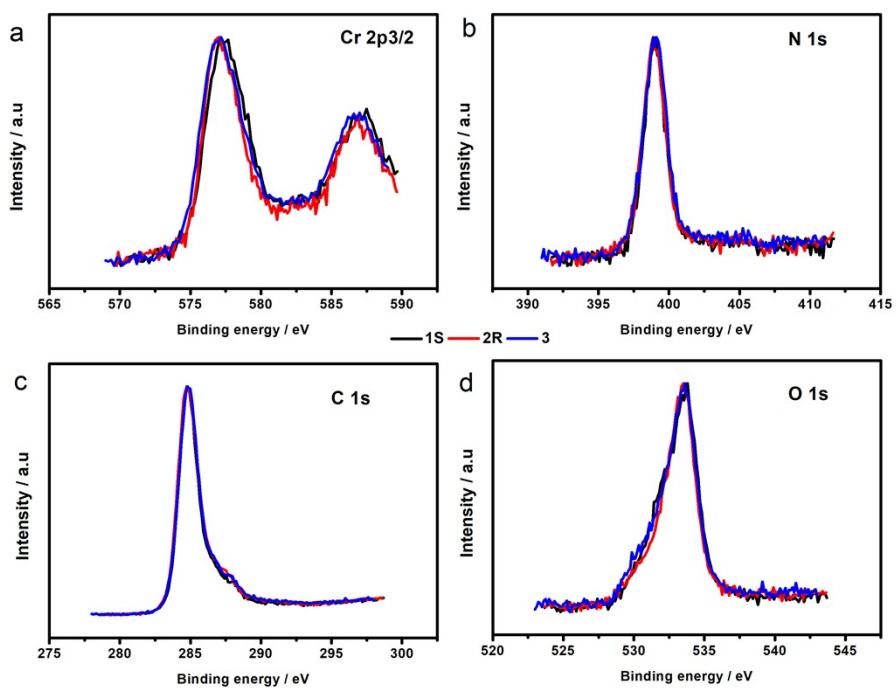 a
Cr 2p3/2
Intensity / a.u
565 570 575 580 585 590
Binding energy / eV
b
N 1s
Intensity / a.u
390 395 400 405 410 415
Binding energy / eV
1S 2R 3
c
C 1s
Intensity / a.u
275 280 285 290 295 300
Binding energy / eV
d
O 1s
Intensity / a.u
520 525 530 535 540 545
Binding energy / eV